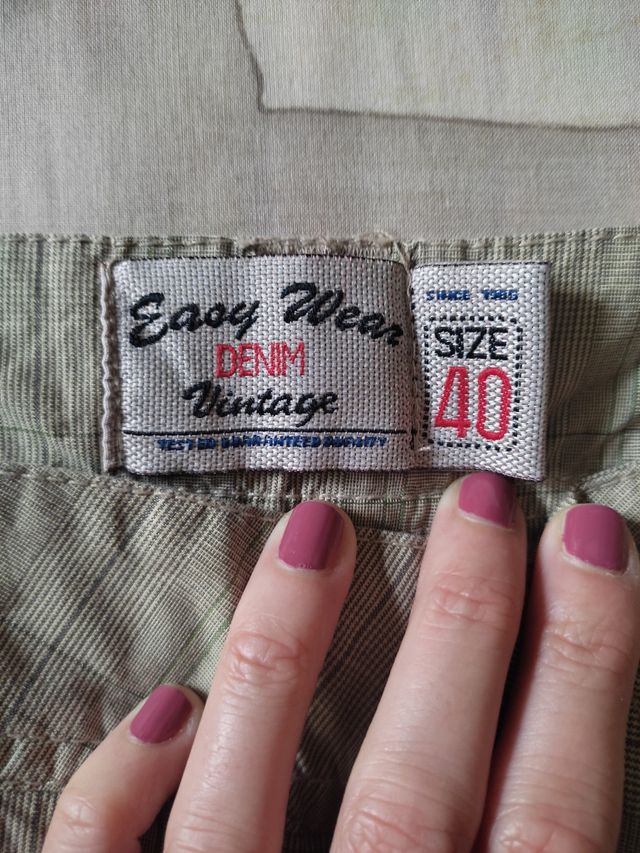 Easy Wear
DENIM
Vintage
TESTED GUARANTEED QUALITY
SINCE 1985
SIZE
40